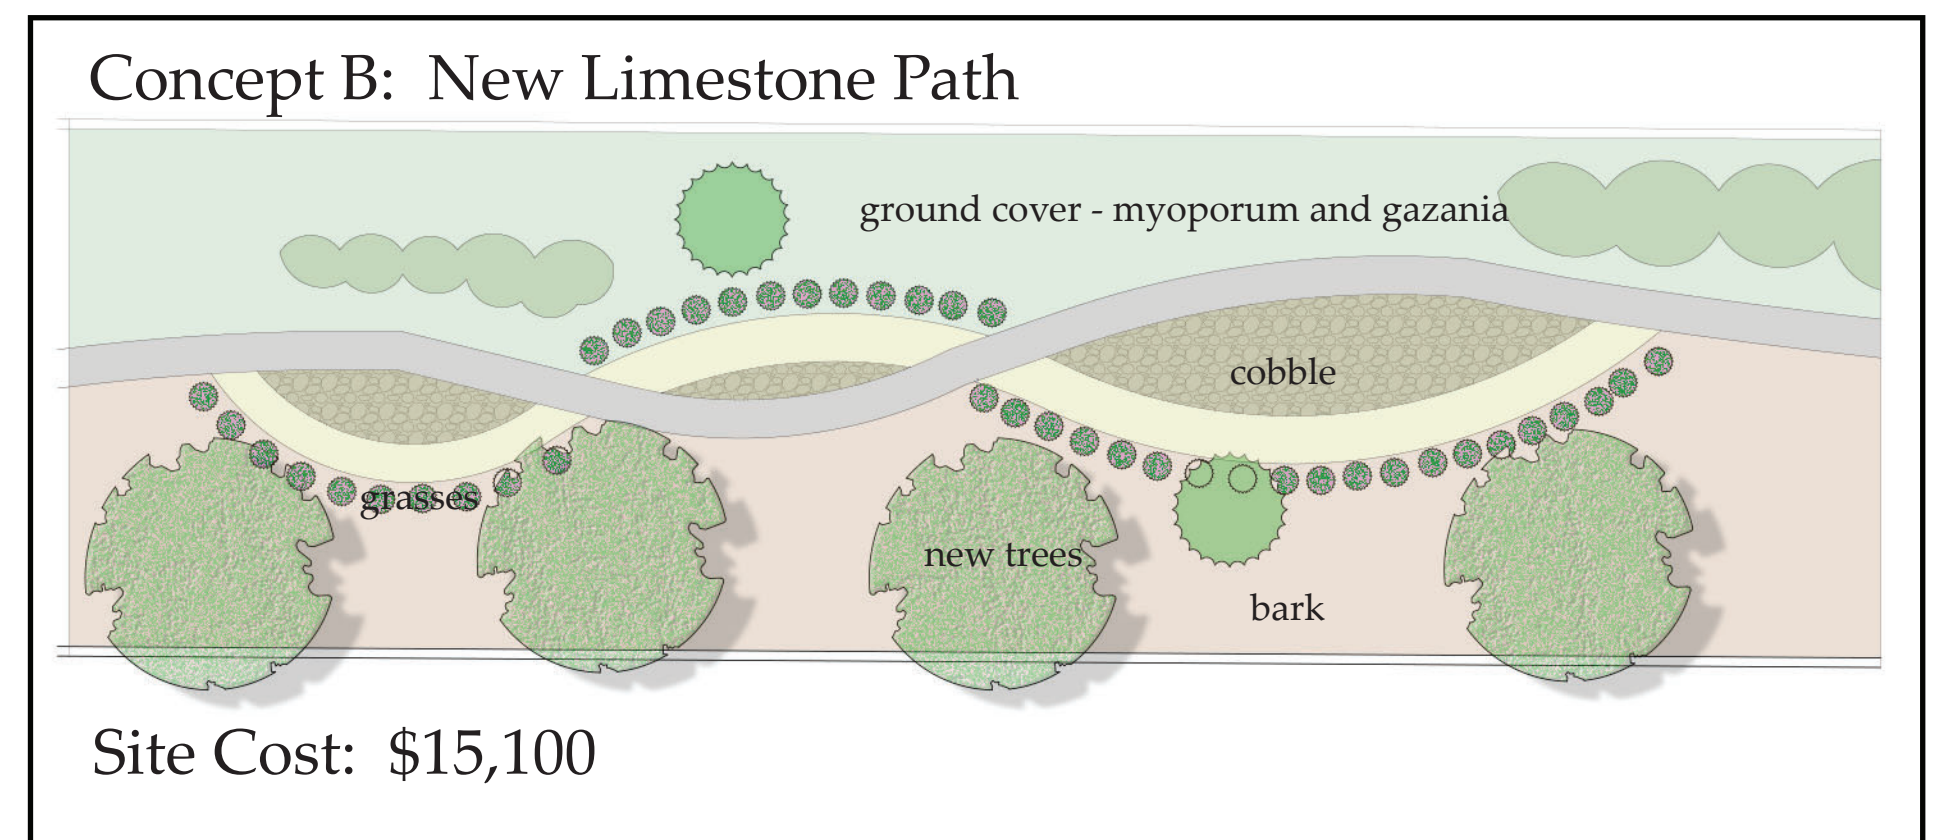 Concept B: New Limestone Path
ground cover - myoporum and gazania
cobble
grasses
new trees
bark
Site Cost: $15,100